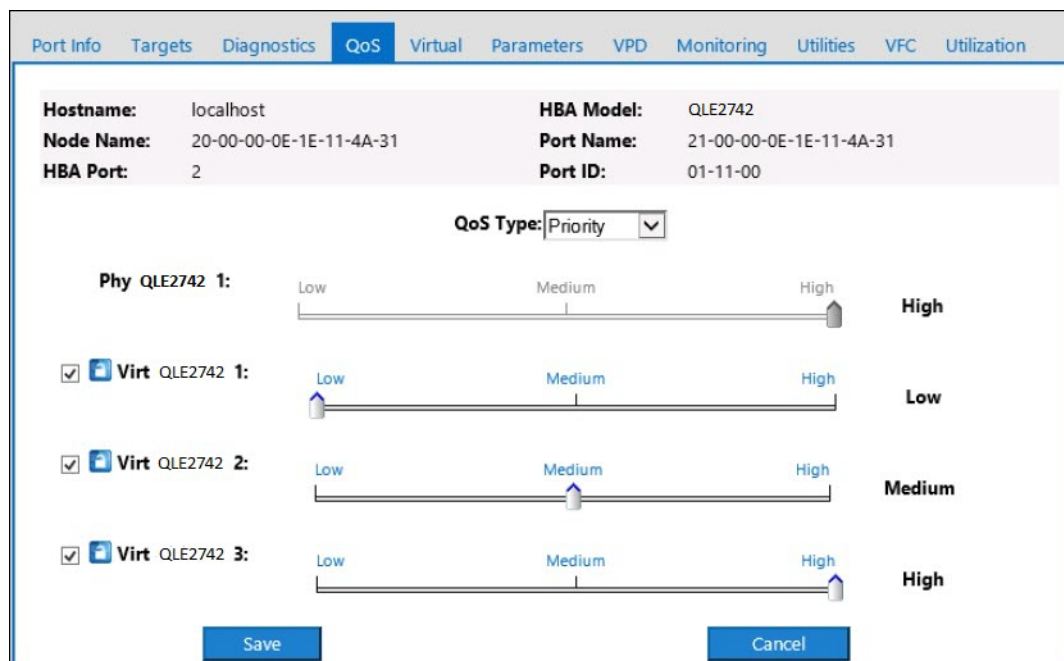 Port Info Targets Diagnostics QoS Virtual Parameters VPD Monitoring Utilities VFC Utilization
Hostname: localhost HBA Model: QLE2742
Node Name: 20-00-00-0E-1E-11-4A-31 Port Name: 21-00-00-0E-1E-11-4A-31
HBA Port: 2 Port ID: 01-11-00
QoS Type: Priority
Phy QLE2742 1: Low Medium High High
Virt QLE2742 1: Low Medium High Low
Virt QLE2742 2: Low Medium High Medium
Virt QLE2742 3: Low Medium High High
Save Cancel